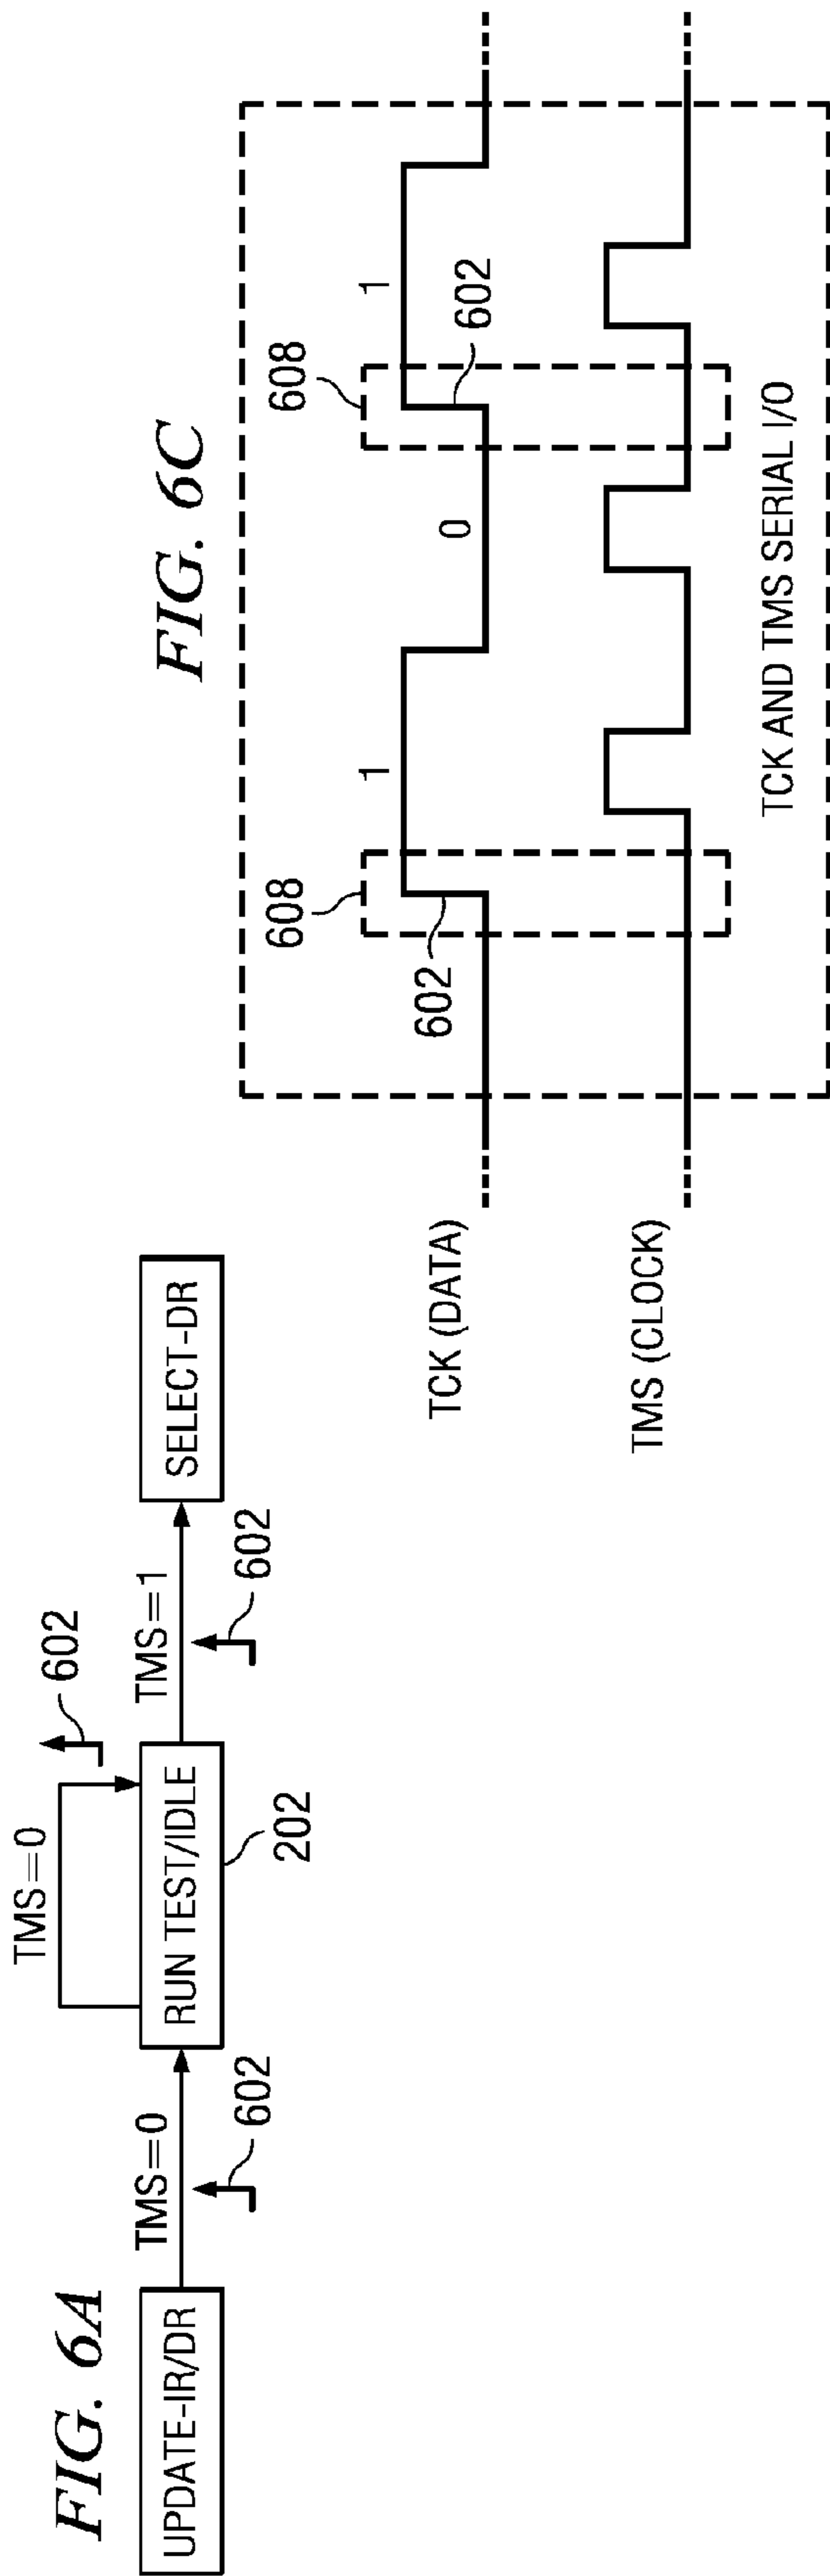 FIG. 6A
UPDATE-IR/DR
TMS=0
602
TMS=0
602
RUN TEST/IDLE
202
TMS=1
602
SELECT-DR
FIG. 6C
TCK (DATA)
602
608
1
0
608
602
1
TMS (CLOCK)
TCK AND TMS SERIAL I/O